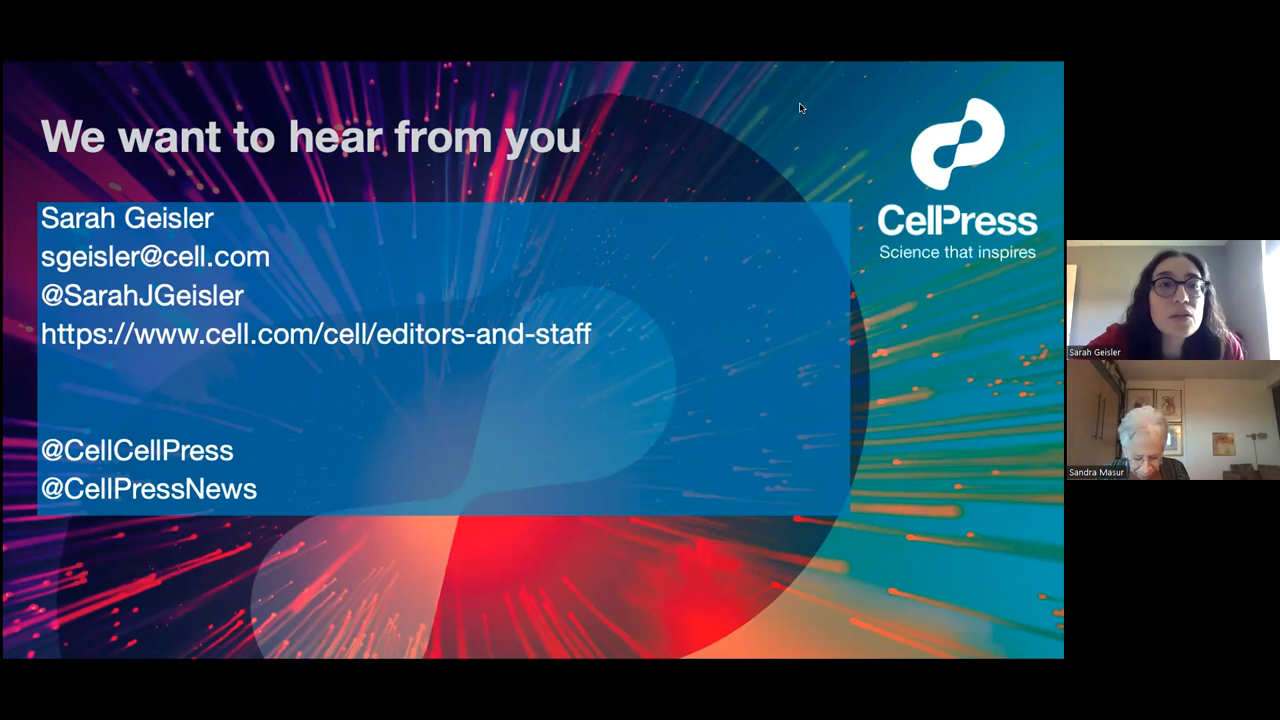 We want to hear from you
Sarah Geisler
sgeisler@cell.com
@SarahJGeisler
https://www.cell.com/cell/editors-and-staff
@CellCellPress
@CellPressNews
CellPress
Science that inspires
Sarah Geisler
Sandra Masur